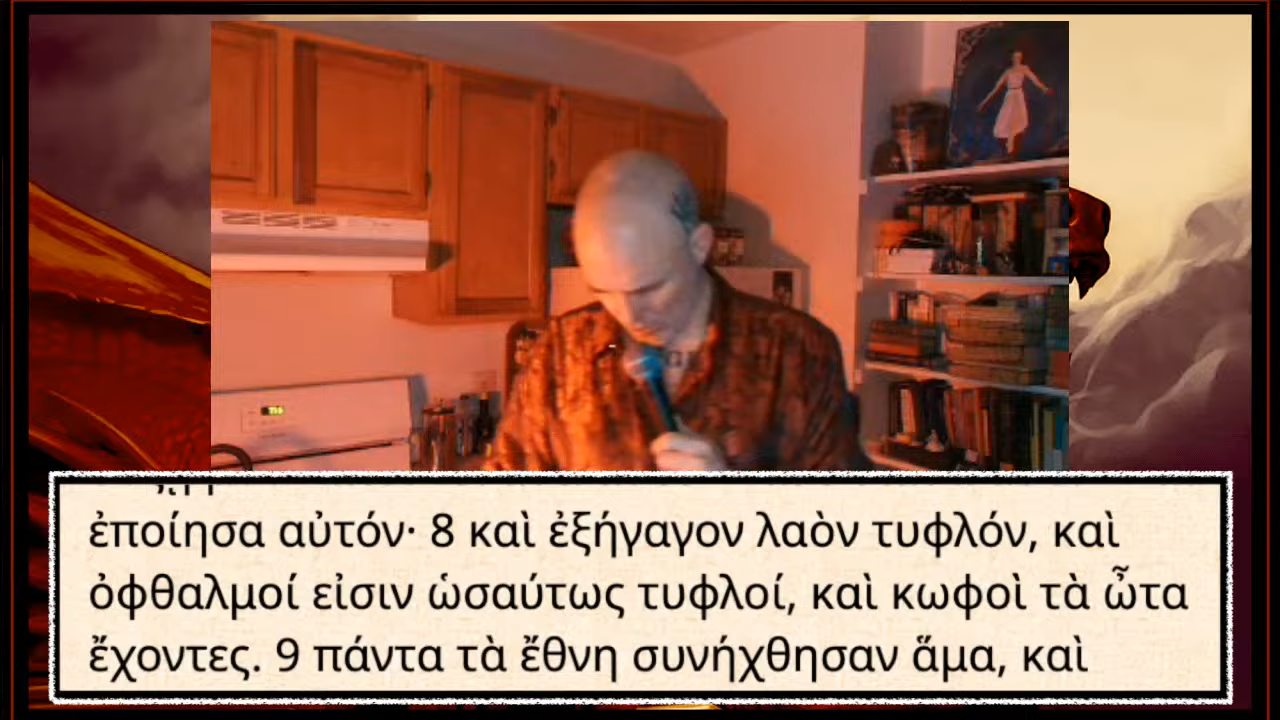 ἐποίησα αὐτόν· 8 καὶ ἐξήγαγον λαὸν τυφλόν, καὶ
ὀφθαλμοί εἰσιν ὡσαύτως τυφλοί, καὶ κωφοὶ τὰ ὦτα
ἔχοντες. 9 πάντα τὰ ἔθνη συνήχθησαν ἅμα, καὶ